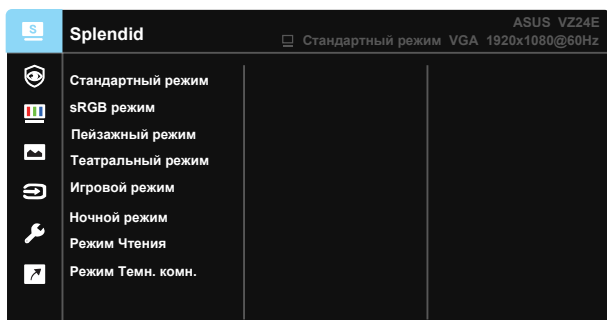 S
Splendid
ASUS VZ24E
Стандартный режим VGA 1920x1080@60Hz
Стандартный режим
sRGB режим
Пейзажный режим
Театральный режим
Игровой режим
Ночной режим
Режим Чтения
Режим Темн. комн.